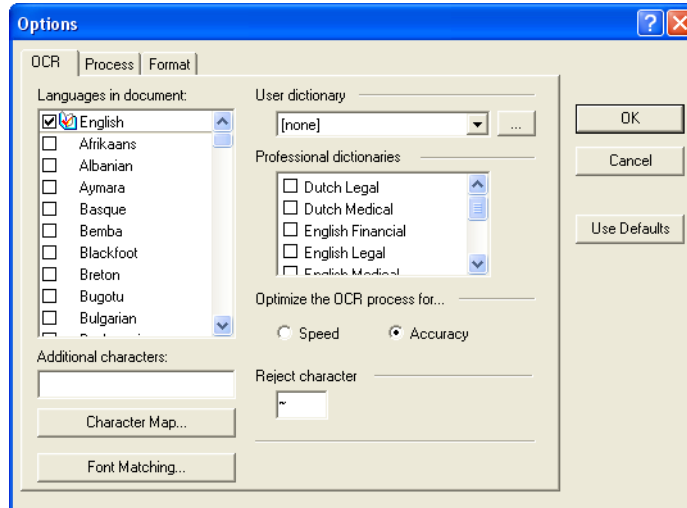 Options
OCR
Process
Format
Languages in document:
English
Afrikaans
Albanian
Aymara
Basque
Bemba
Blackfoot
Breton
Bugotu
Bulgarian
Additional characters:
Character Map...
Font Matching...
User dictionary
[none]
...
Professional dictionaries
Dutch Legal
Dutch Medical
English Financial
English Legal
English Medical
Optimize the OCR process for...
Speed
Accuracy
Reject character
~
OK
Cancel
Use Defaults